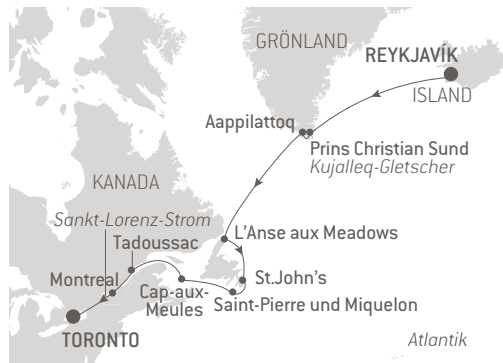 GRÖNLAND
REYKJAVÍK
ISLAND
Aappilattoq
Prins Christian Sund
Kujalleq-Gletscher
KANADA
Sankt-Lorenz-Strom
L'Anse aux Meadows
Tadoussac
Montreal
St.John's
Cap-aux-
Meules
Saint-Pierre und Miquelon
TORONTO
Atlantik